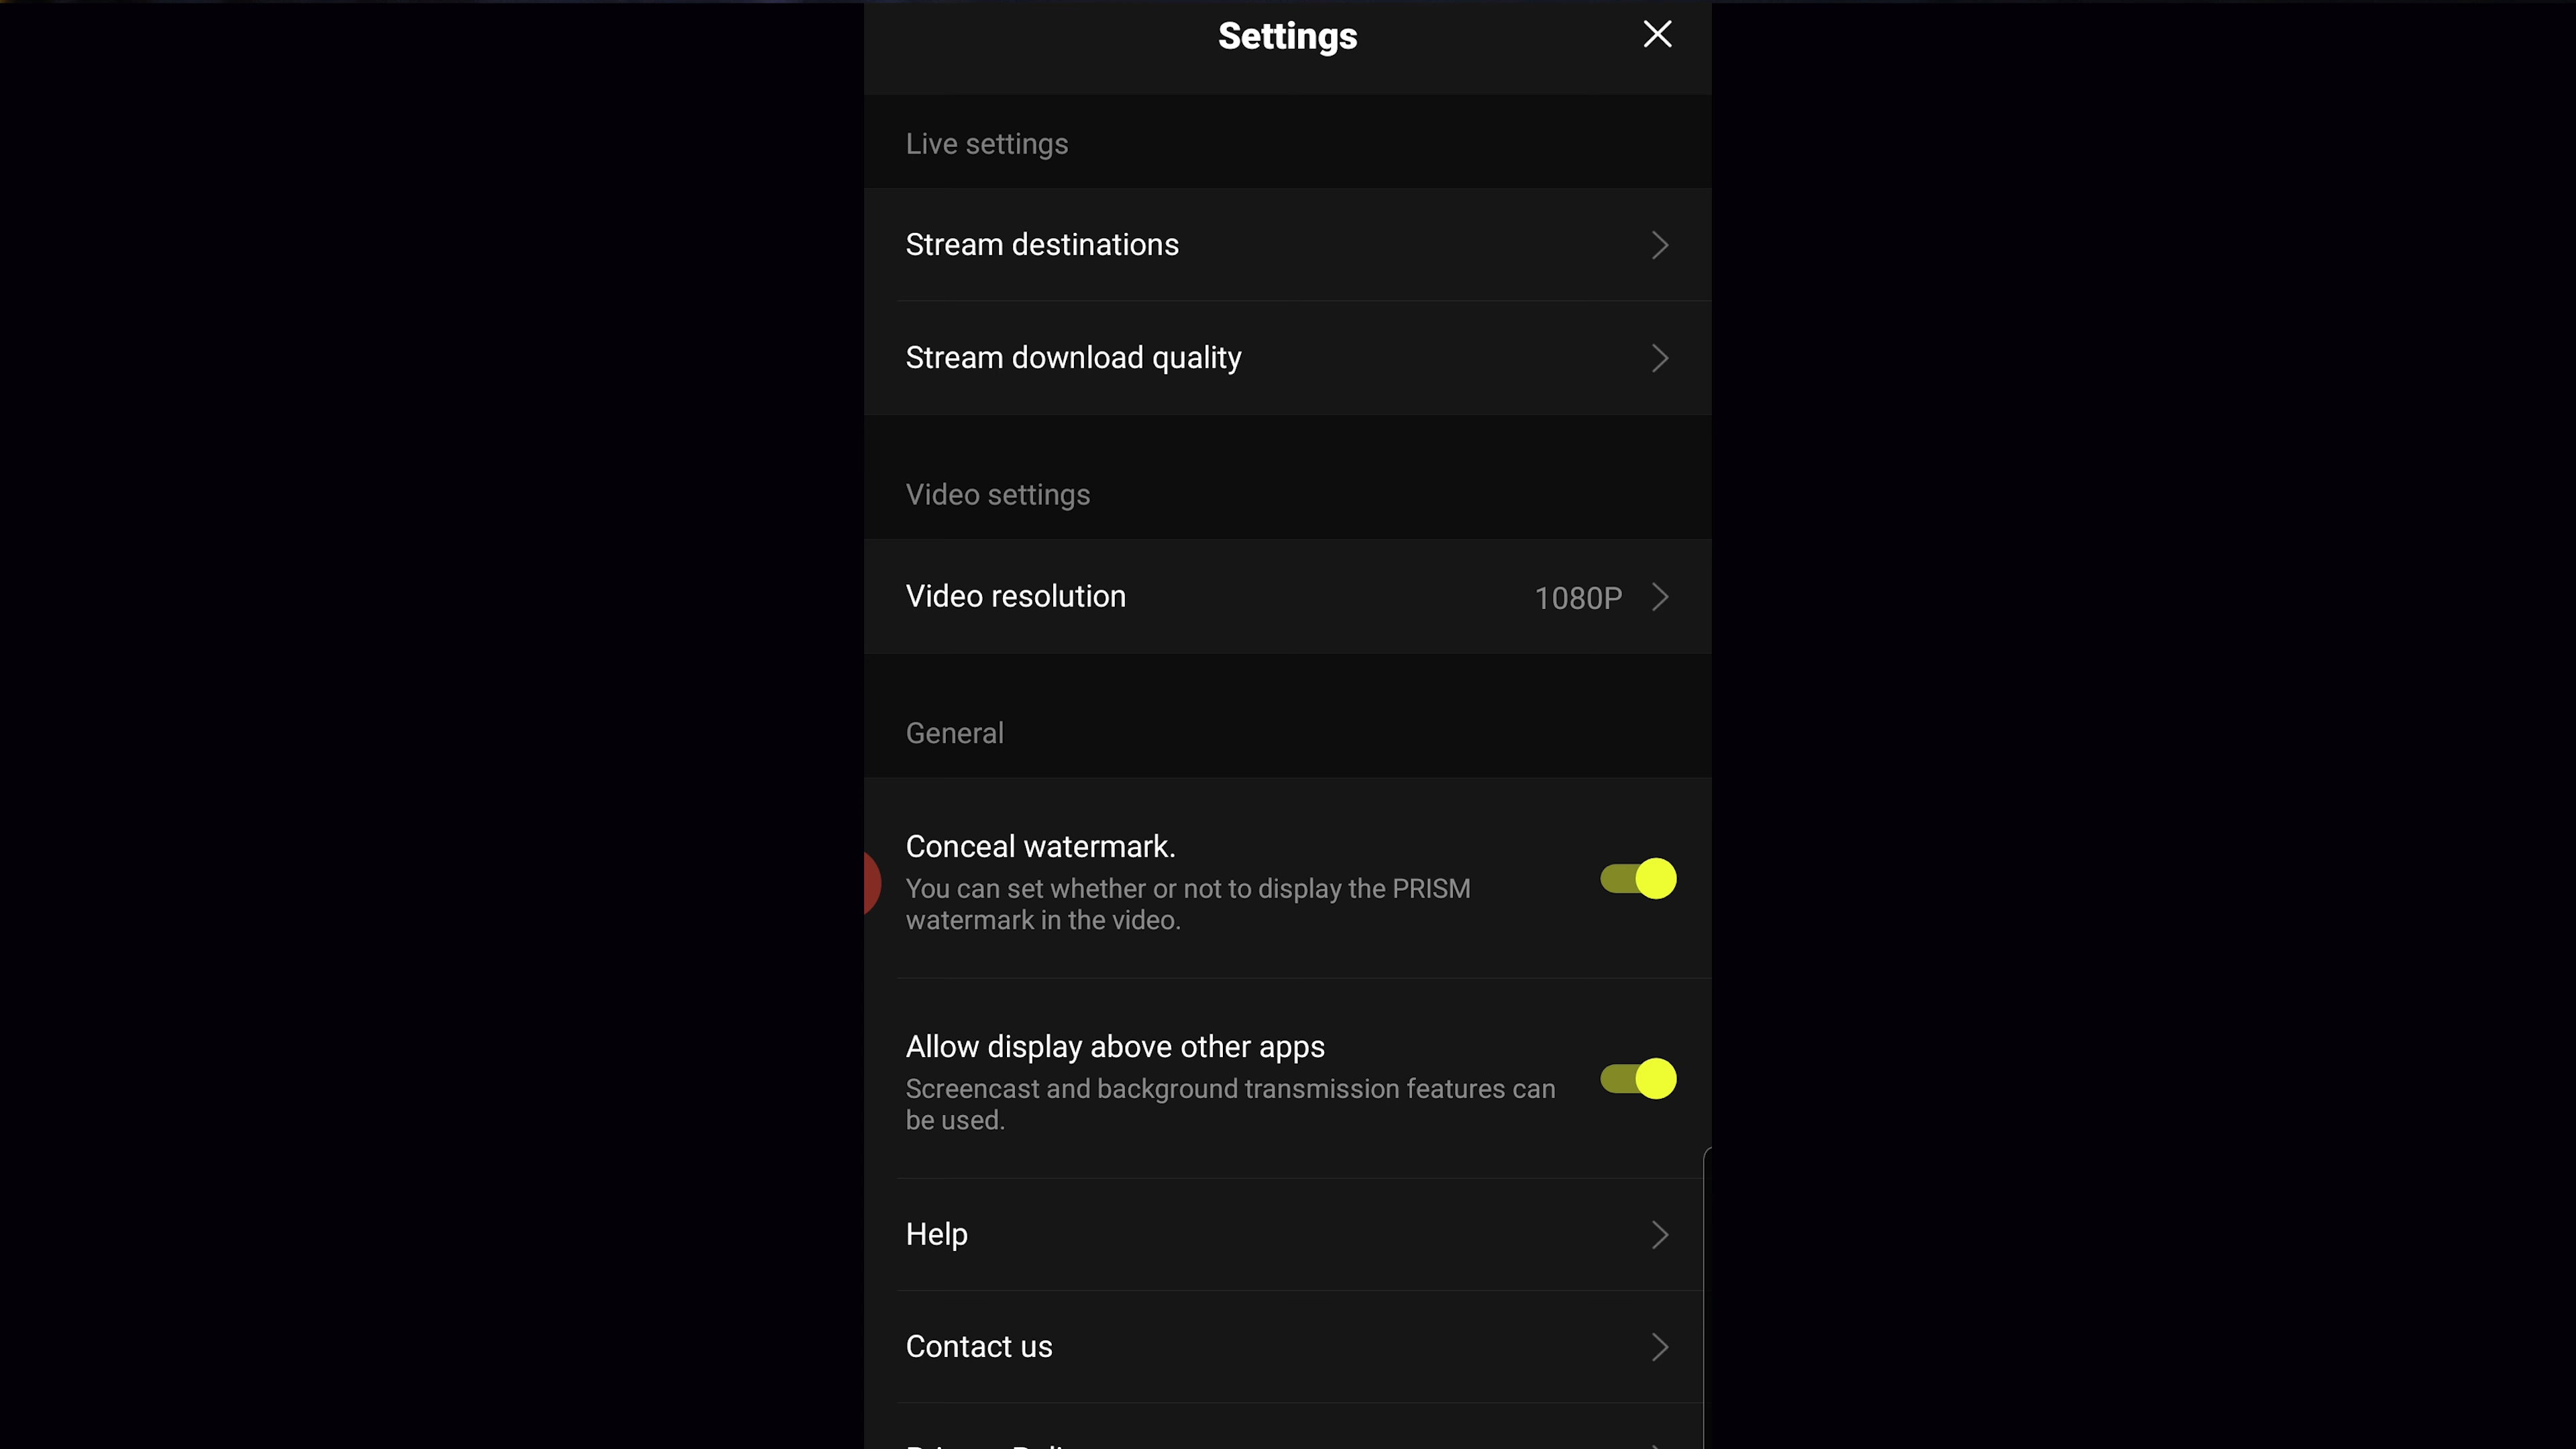 Settings
Live settings
Stream destinations
Stream download quality
Video settings
Video resolution
1080P
General
Conceal watermark.
You can set whether or not to display the PRISM
watermark in the video.
Allow display above other apps
Screencast and background transmission features can
be used.
Help
Contact us